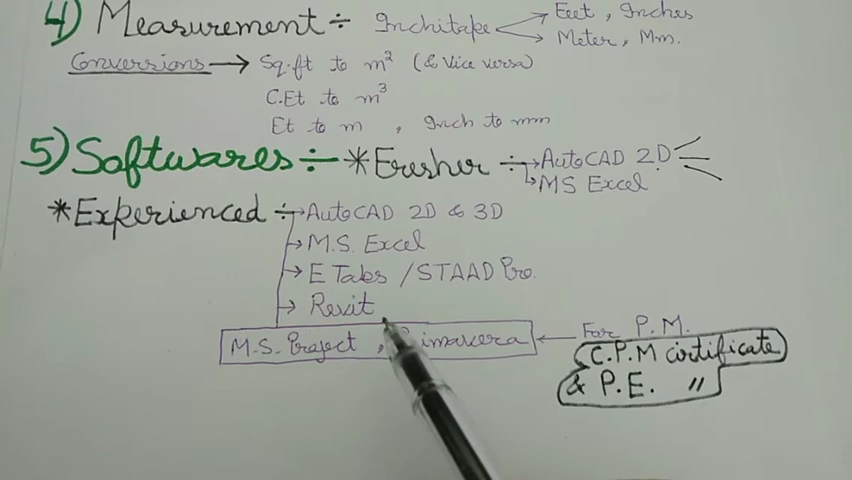 4) Measurement ÷ Inchitape Feet, Inches
Meter, Mm.
Conversions → Sq.ft to m² (& Vice versa)
C.Ft to m³
Ft to m , Inch to mm
5) Softwares ÷ *Fresher ÷ → AutoCAD 2D
→ MS Excel
*Experienced ÷ → AutoCAD 2D & 3D
→ M.S. Excel
→ E Tabs / STAAD Pro.
→ Revit
M.S. Project , Primavera ← For P.M.
C.P.M cirtificate
& P.E. "